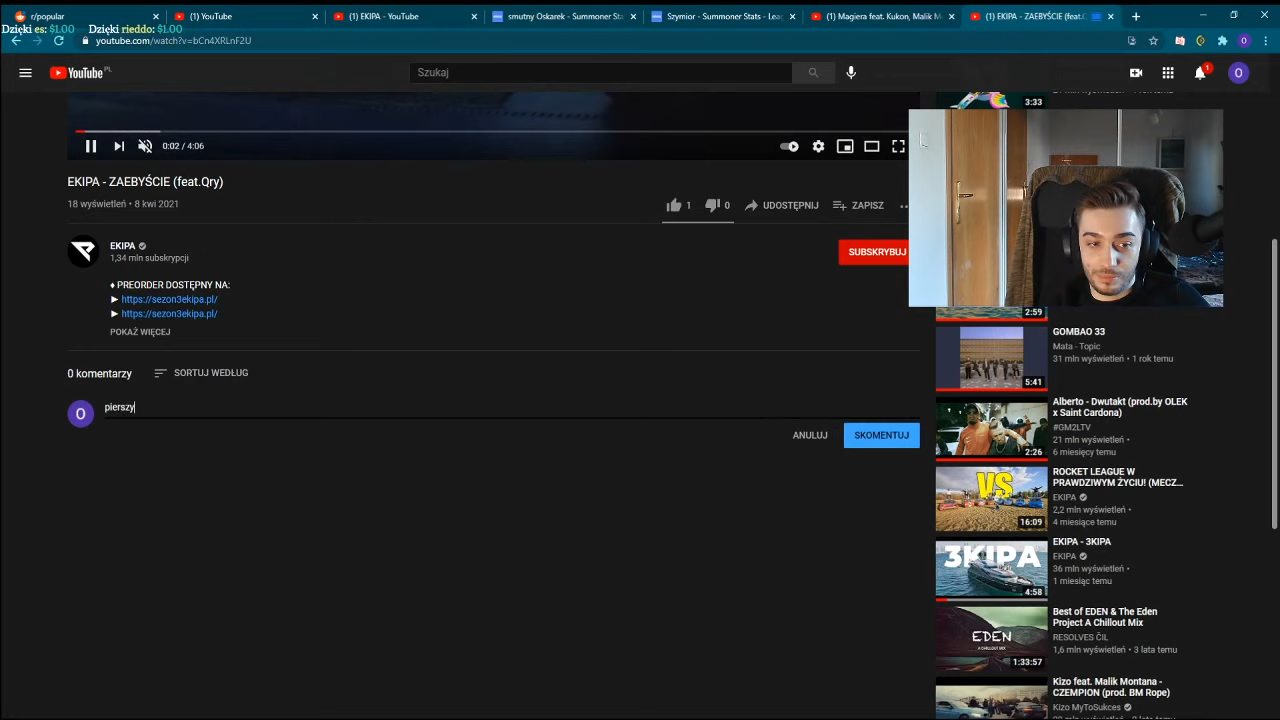 r/popular
(1) YouTube
(1) EKIPA - YouTube
smutny Oskarek - Summoner Stat
Szymior - Summoner Stats - Lea
(1) Magiera feat. Kukon, Malik M
(1) EKIPA - ZAEBYŚCIE (feat.Q
Dzięki es: $1.00 Dzięki rieddo: $1.00
youtube.com/watch?v=bCn4XRLnF2U
O
YouTube PL
Szukaj
1
O
3:33
0:02 / 4:06
EKIPA - ZAEBYŚCIE (feat.Qry)
18 wyświetleń • 8 kwi 2021
1
0
UDOSTĘPNIJ
ZAPISZ
EKIPA
1,34 mln subskrypcji
SUBSKRYBUJ
♦ PREORDER DOSTĘPNY NA:
► https://sezon3ekipa.pl/
► https://sezon3ekipa.pl/
POKAŻ WIĘCEJ
0 komentarzy
SORTUJ WEDŁUG
O
pierszy
ANULUJ
SKOMENTUJ
2:59
GOMBAO 33
Mata - Topic
31 mln wyświetleń • 1 rok temu
5:41
Alberto - Dwutakt (prod.by OLEK
x Saint Cardona)
#GM2LTV
21 mln wyświetleń •
6 miesięcy temu
2:26
ROCKET LEAGUE W
PRAWDZIWYM ŻYCIU! (MECZ...
EKIPA
2,2 mln wyświetleń •
4 miesiące temu
VS
16:09
EKIPA - 3KIPA
EKIPA
36 mln wyświetleń •
1 miesiąc temu
3KIPA
4:58
Best of EDEN & The Eden
Project A Chillout Mix
RESOLVES ČIL
1,6 mln wyświetleń • 3 lata temu
EDEN
A CHILLOUT MIX
1:33:57
Kizo feat. Malik Montana -
CZEMPION (prod. BM Rope)
Kizo MyToSukces